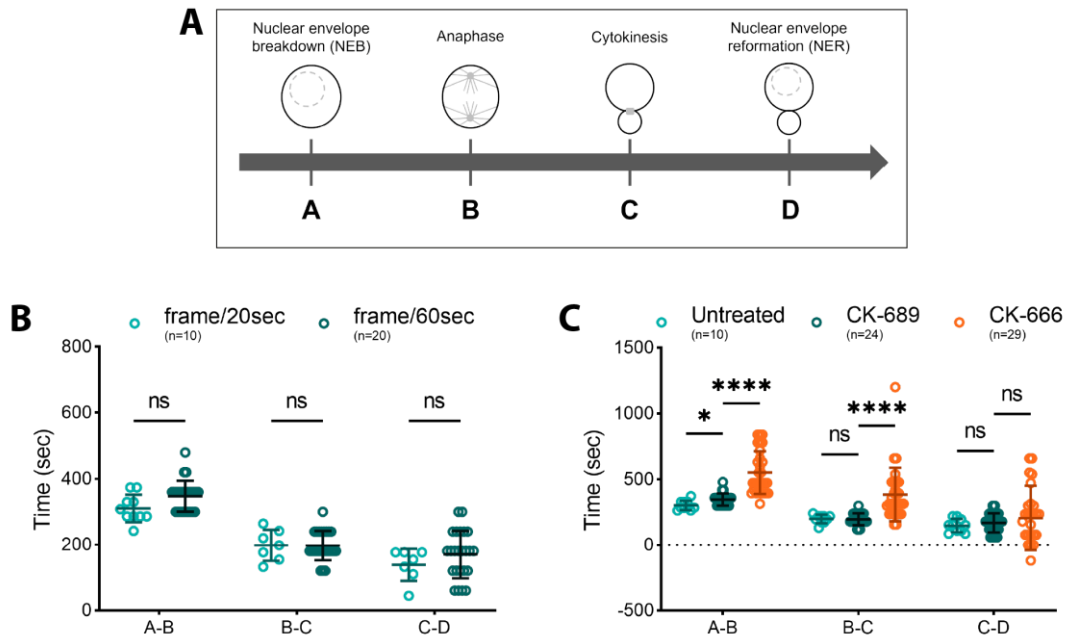 A
Nuclear envelope
breakdown (NEB)
Anaphase
Cytokinesis
Nuclear envelope
reformation (NER)
A
B
C
D
B
frame/20sec
(n=10)
frame/60sec
(n=20)
800
600
400
200
0
Time (sec)
ns
ns
ns
A-B
B-C
C-D
C
Untreated
(n=10)
CK-689
(n=24)
CK-666
(n=29)
1500
1000
500
0
-500
Time (sec)
*
****
ns
****
ns
ns
A-B
B-C
C-D